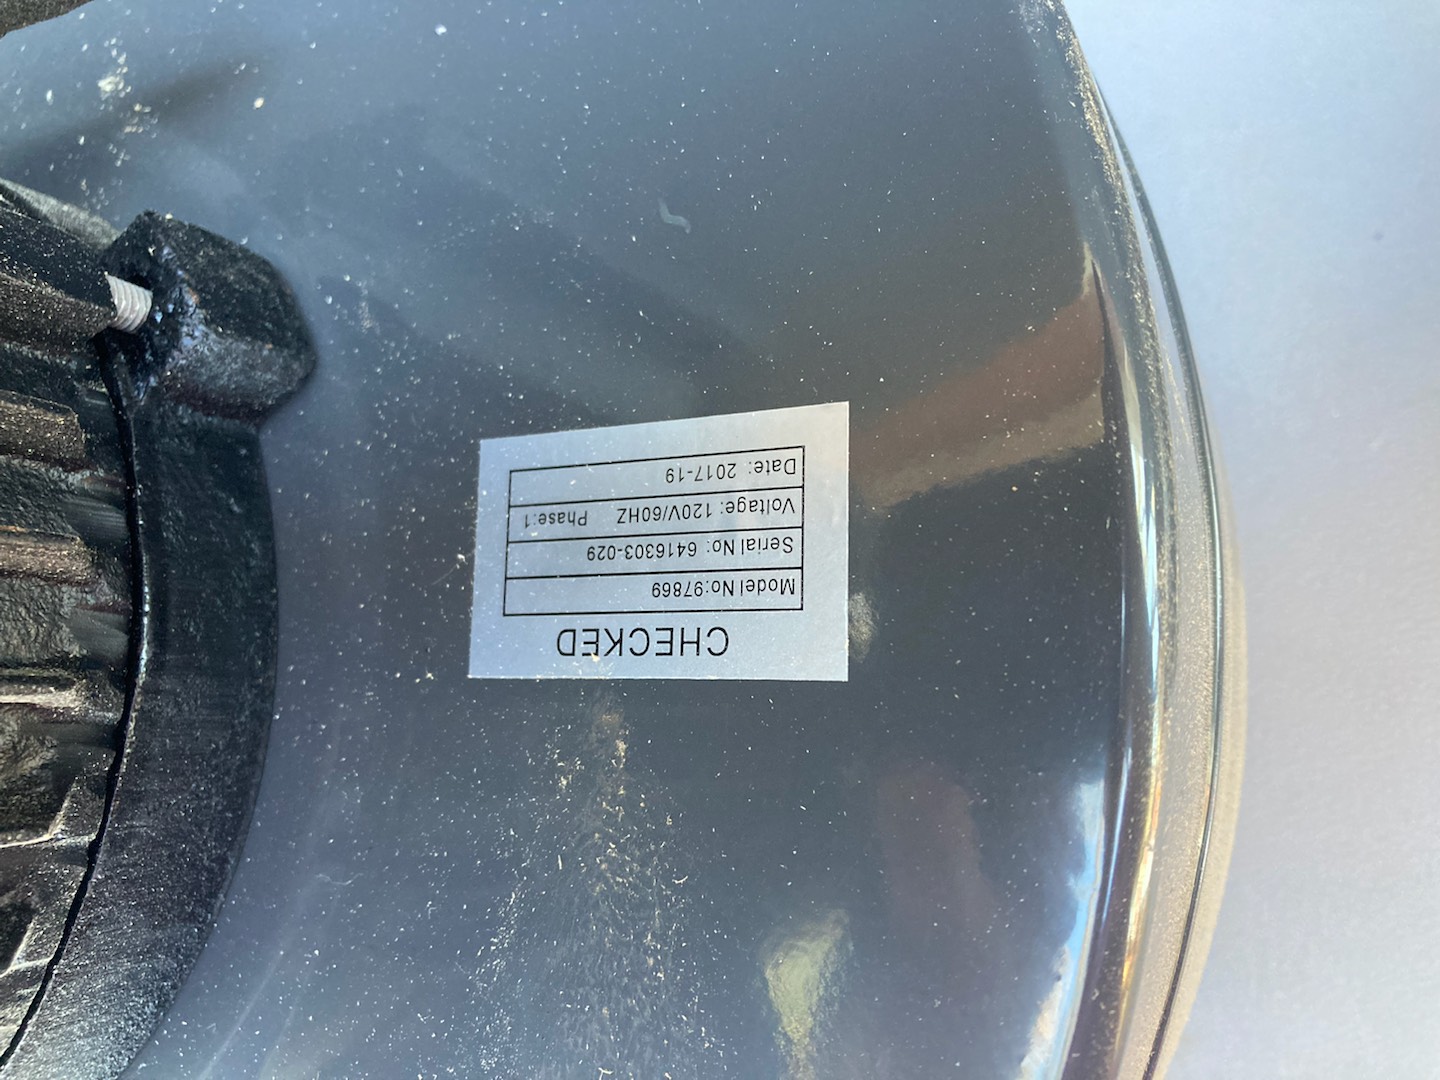 CHECKED
Model No:97869
Serial No: 6416303-029
Voltage: 120V/60HZ Phase:1
Date: 2017-19